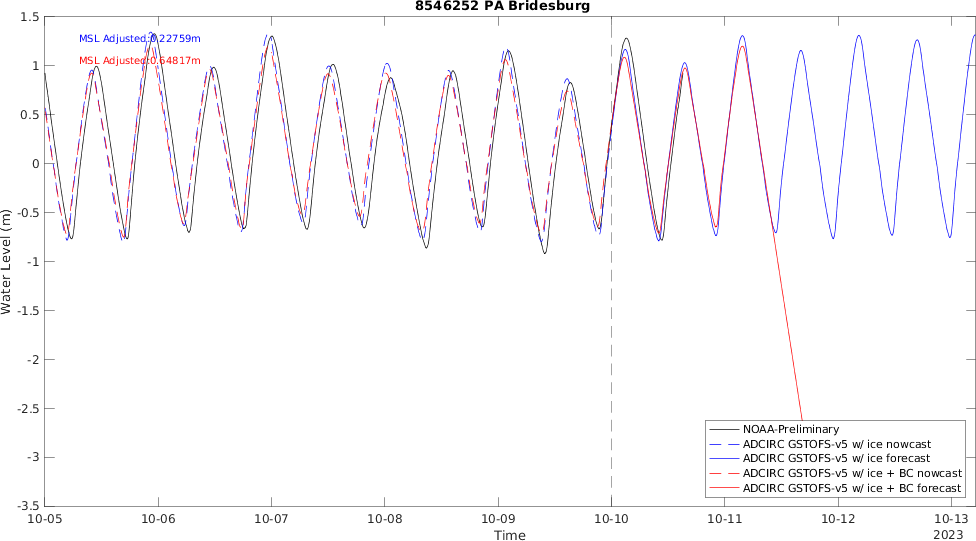 8546252 PA Bridesburg
1.5
1
0.5
0
-0.5
-1
-1.5
-2
-2.5
-3
-3.5
Water Level (m)
MSL Adjusted:0.22759m
MSL Adjusted:0.64817m
NOAA-Preliminary
ADCIRC GSTOFS-v5 w/ ice nowcast
ADCIRC GSTOFS-v5 w/ ice forecast
ADCIRC GSTOFS-v5 w/ ice + BC nowcast
ADCIRC GSTOFS-v5 w/ ice + BC forecast
10-05 10-06 10-07 10-08 10-09 10-10 10-11 10-12 10-13
Time
2023